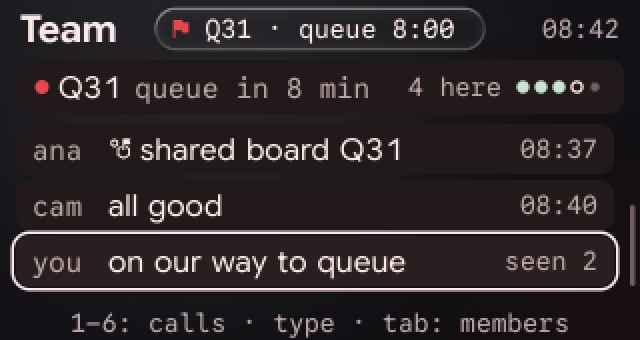 Team Q31 · queue 8:00 08:42
Q31 queue in 8 min 4 here
ana shared board Q31 08:37
cam all good 08:40
you on our way to queue seen 2
1–6: calls · type · tab: members